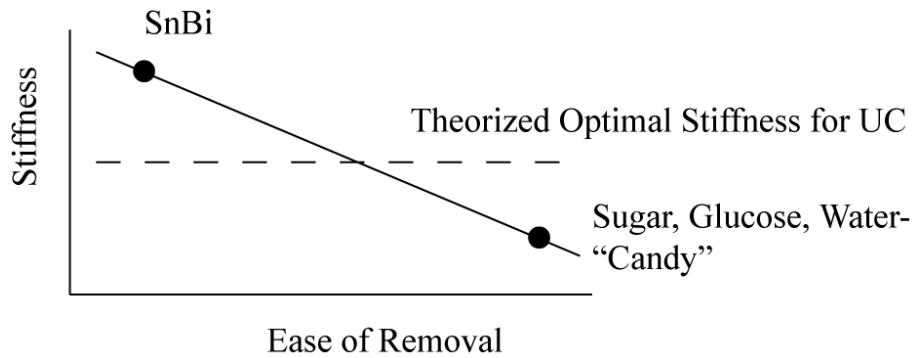 SnBi
Stiffness
Theorized Optimal Stiffness for UC
Sugar, Glucose, Water-
“Candy”
Ease of Removal